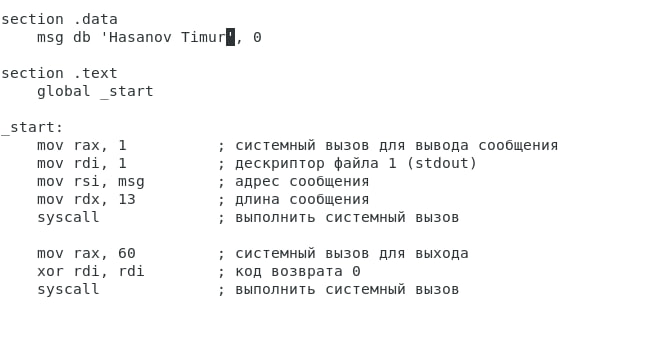 section .data
    msg db 'Hasanov Timur', 0

section .text
    global _start

_start:
    mov rax, 1          ; системный вызов для вывода сообщения
    mov rdi, 1          ; дескриптор файла 1 (stdout)
    mov rsi, msg        ; адрес сообщения
    mov rdx, 13         ; длина сообщения
    syscall             ; выполнить системный вызов

    mov rax, 60         ; системный вызов для выхода
    xor rdi, rdi        ; код возврата 0
    syscall             ; выполнить системный вызов